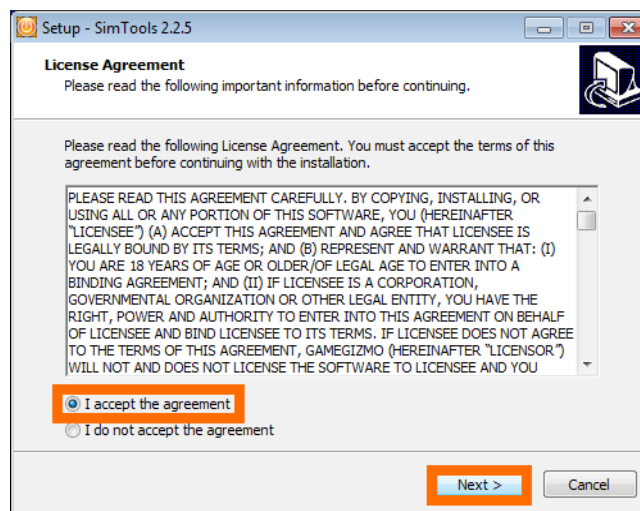 Setup - SimTools 2.2.5
License Agreement
Please read the following important information before continuing.
Please read the following License Agreement. You must accept the terms of this
agreement before continuing with the installation.
PLEASE READ THIS AGREEMENT CAREFULLY. BY COPYING, INSTALLING, OR
USING ALL OR ANY PORTION OF THIS SOFTWARE, YOU (HEREINAFTER
"LICENSEE") (A) ACCEPT THIS AGREEMENT AND AGREE THAT LICENSEE IS
LEGALLY BOUND BY ITS TERMS; AND (B) REPRESENT AND WARRANT THAT: (I)
YOU ARE 18 YEARS OF AGE OR OLDER/OF LEGAL AGE TO ENTER INTO A
BINDING AGREEMENT; AND (II) IF LICENSEE IS A CORPORATION,
GOVERNMENTAL ORGANIZATION OR OTHER LEGAL ENTITY, YOU HAVE THE
RIGHT, POWER AND AUTHORITY TO ENTER INTO THIS AGREEMENT ON BEHALF
OF LICENSEE AND BIND LICENSEE TO ITS TERMS. IF LICENSEE DOES NOT AGREE
TO THE TERMS OF THIS AGREEMENT, GAMEGIZMO (HEREINAFTER "LICENSOR")
WILL NOT AND DOES NOT LICENSE THE SOFTWARE TO LICENSEE AND YOU
I accept the agreement
I do not accept the agreement
Next >
Cancel